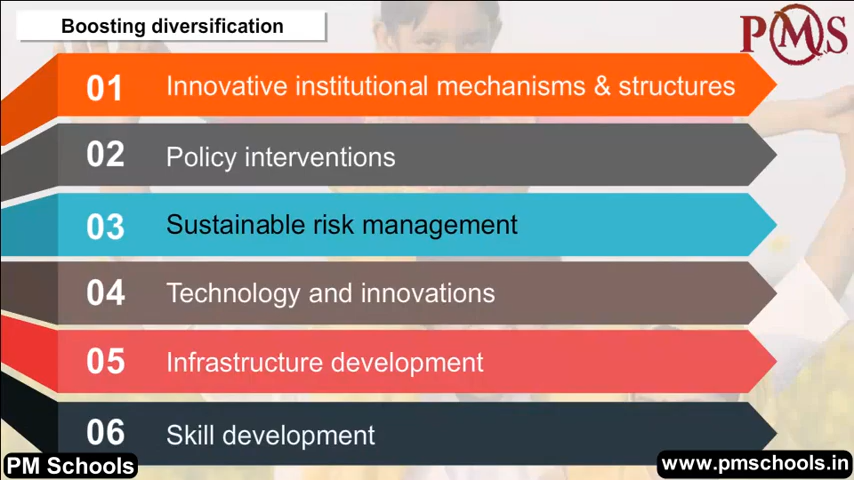 Boosting diversification
PMS
01 Innovative institutional mechanisms & structures
02 Policy interventions
03 Sustainable risk management
04 Technology and innovations
05 Infrastructure development
06 Skill development
PM Schools
www.pmschools.in